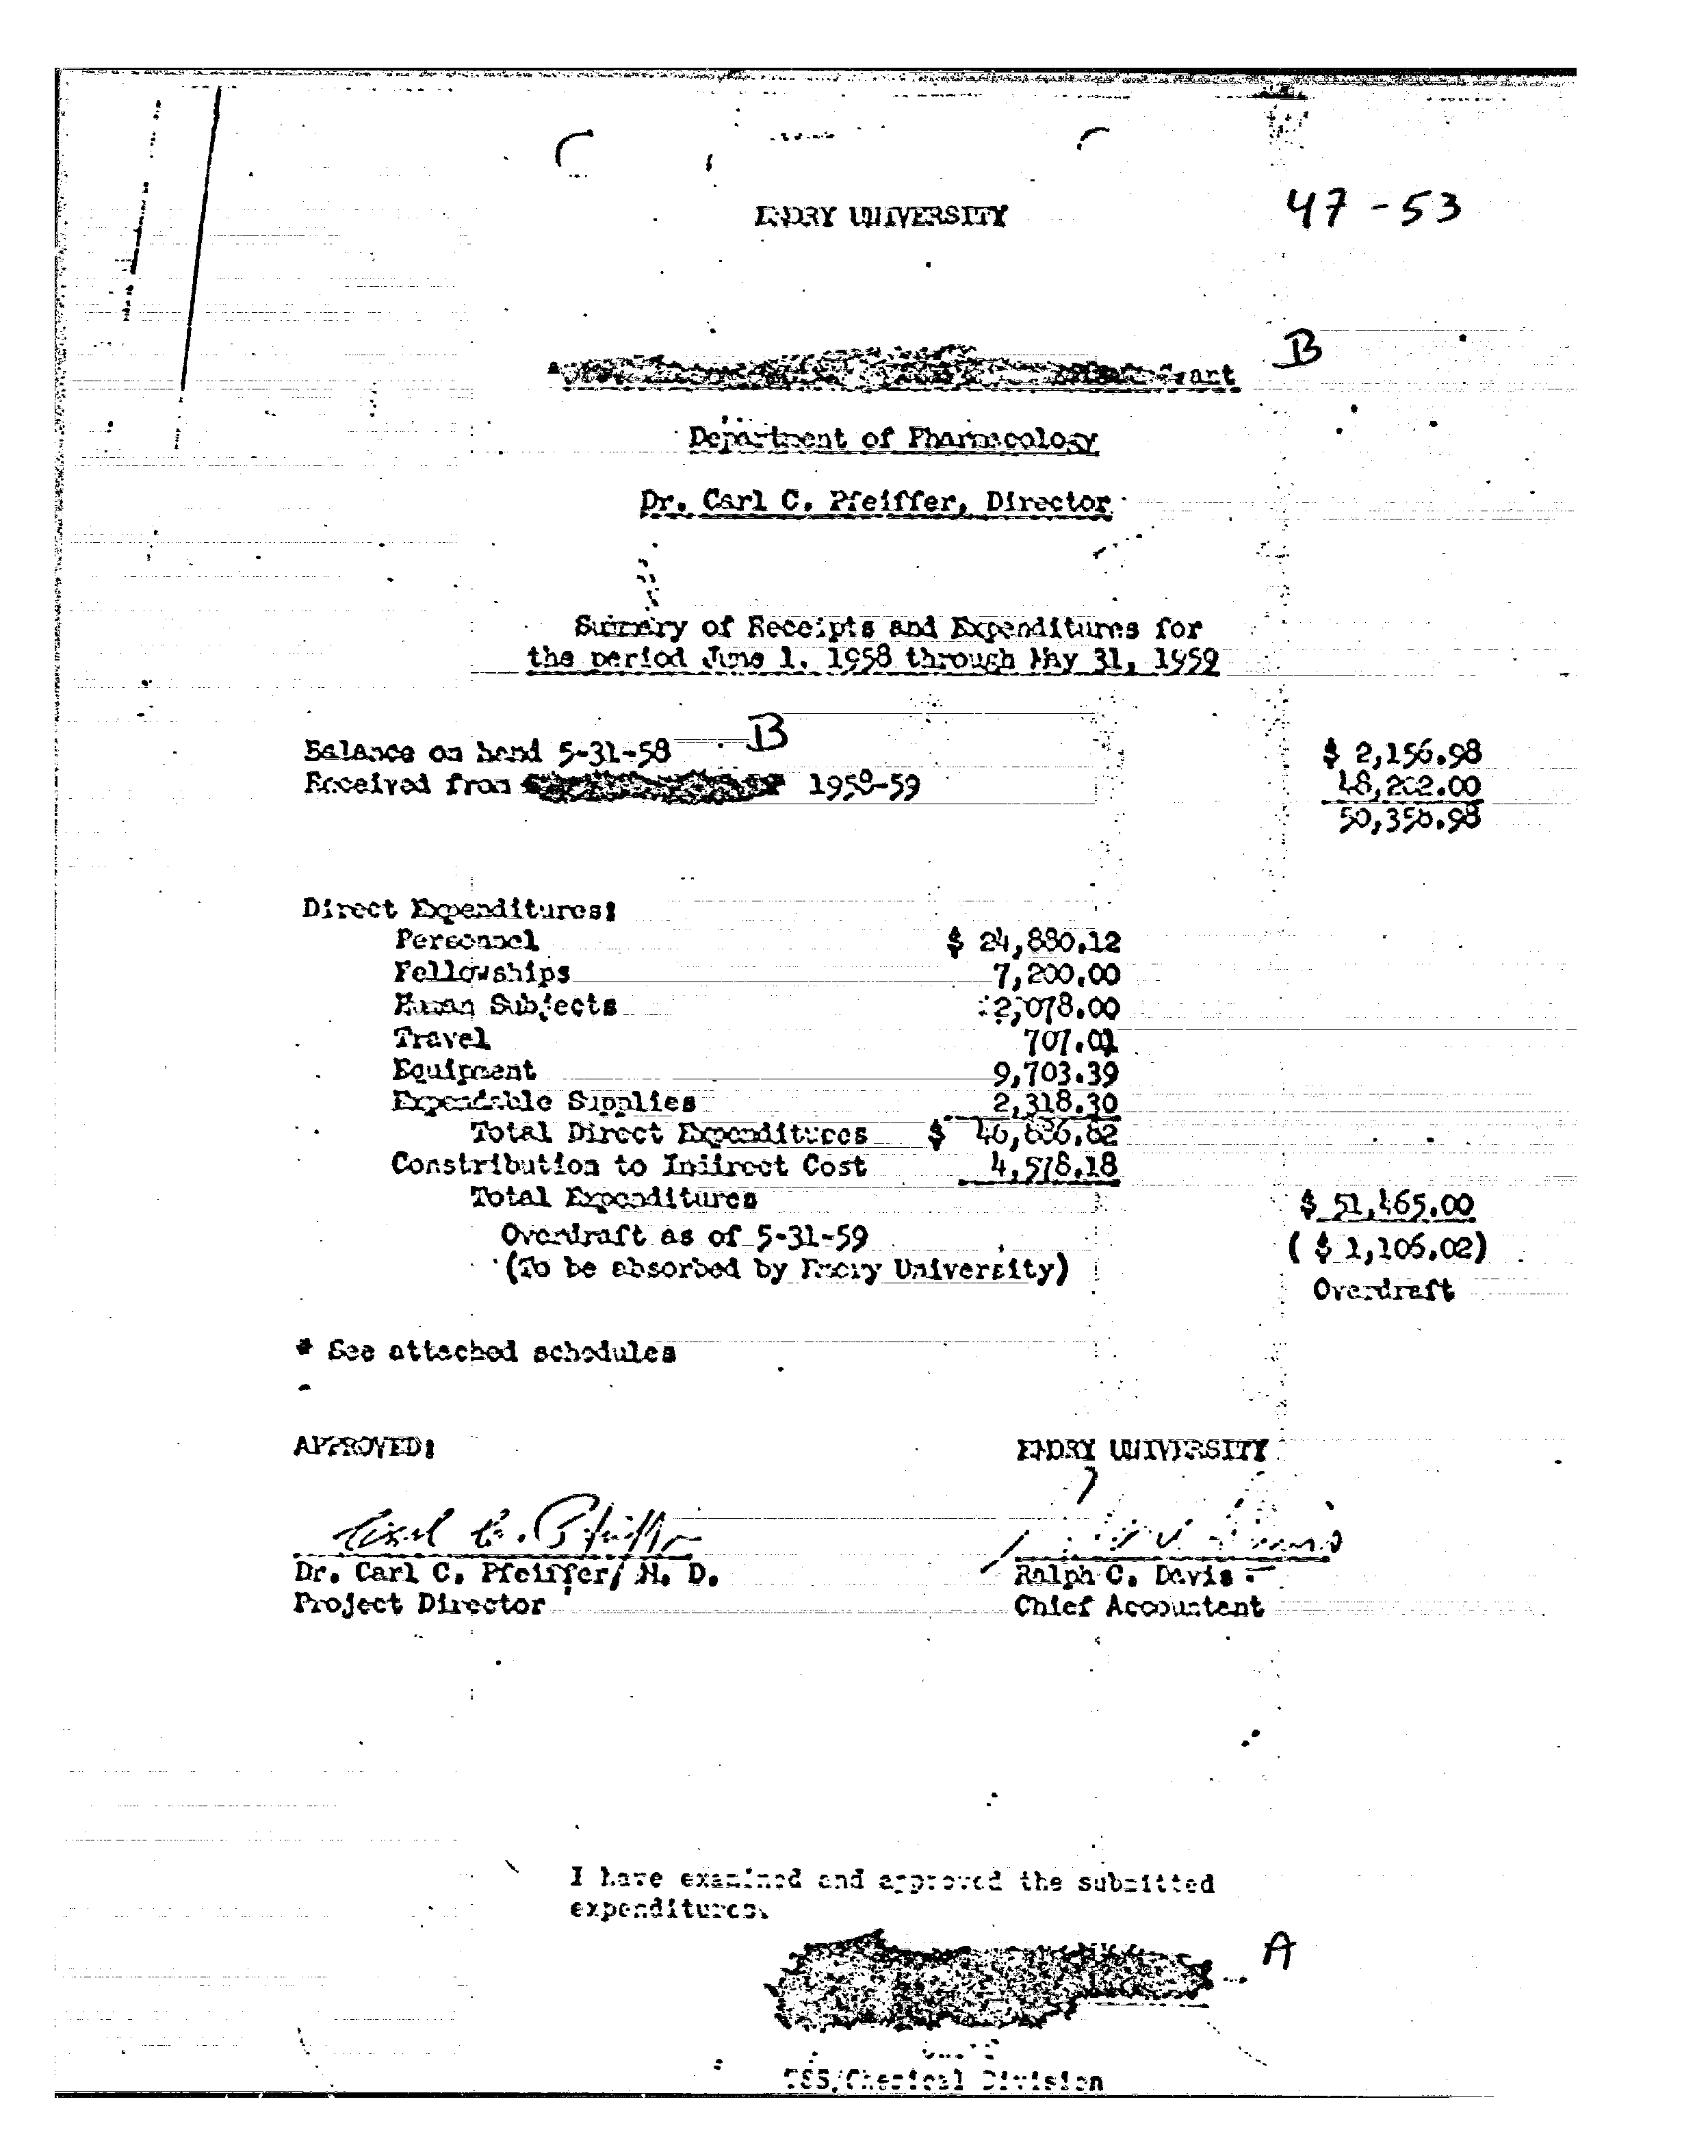 EMORY UNIVERSITY
47-53
B
Grant
Department of Pharmacology
Dr. Carl C. Pfeiffer, Director
Summary of Receipts and Expenditures for
the period June 1, 1958 through May 31, 1959
B
Balance on hand 5-31-58 $ 2,156.98
Received from 1958-59 48,202.00
50,358.98
Direct Expenditures:
Personnel $ 24,880.12
Fellowships 7,200.00
Human Subjects 2,078.00
Travel 707.01
Equipment 9,703.39
Expendable Supplies 2,318.30
Total Direct Expenditures $ 46,886.82
Constribution to Indirect Cost 4,578.18
Total Expenditures $ 51,465.00
Overdraft as of 5-31-59 ( $ 1,106.02)
(To be absorbed by Emory University) Overdraft
* See attached schedules
APPROVED: EMORY UNIVERSITY
Carl C. Pfeiffer
Dr. Carl C. Pfeiffer, M. D. Ralph C. Davis
Project Director Chief Accountant
I have examined and approved the submitted
expenditures.
A
TSS/Chemical Division